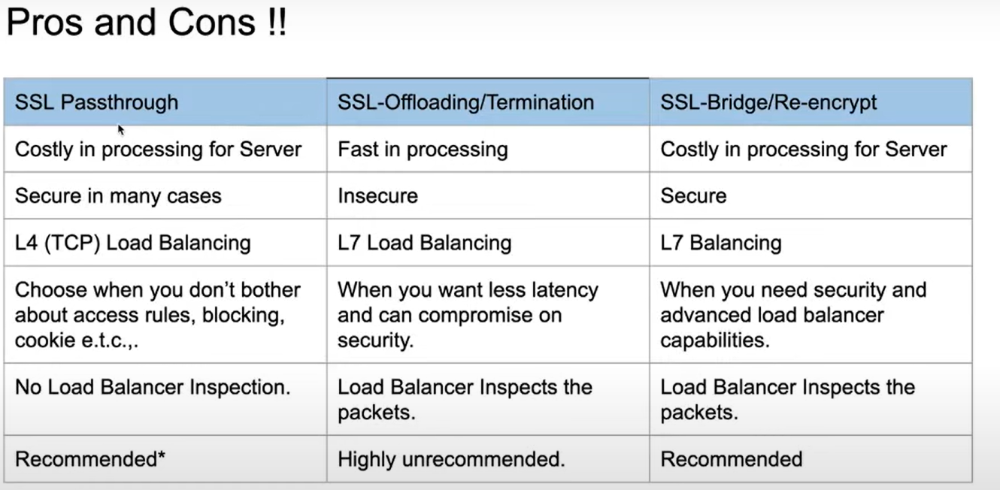 Pros and Cons !!
SSL Passthrough
SSL-Offloading/Termination
SSL-Bridge/Re-encrypt
Costly in processing for Server
Fast in processing
Costly in processing for Server
Secure in many cases
Insecure
Secure
L4 (TCP) Load Balancing
L7 Load Balancing
L7 Balancing
Choose when you don’t bother
about access rules, blocking,
cookie e.t.c.,.
When you want less latency
and can compromise on
security.
When you need security and
advanced load balancer
capabilities.
No Load Balancer Inspection.
Load Balancer Inspects the
packets.
Load Balancer Inspects the
packets.
Recommended*
Highly unrecommended.
Recommended